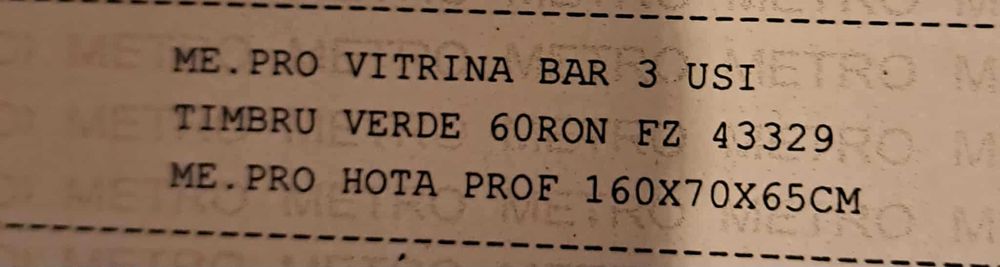 ME.PRO VITRINA BAR 3 USI
TIMBRU VERDE 60RON FZ 43329
ME.PRO HOTA PROF 160X70X65CM